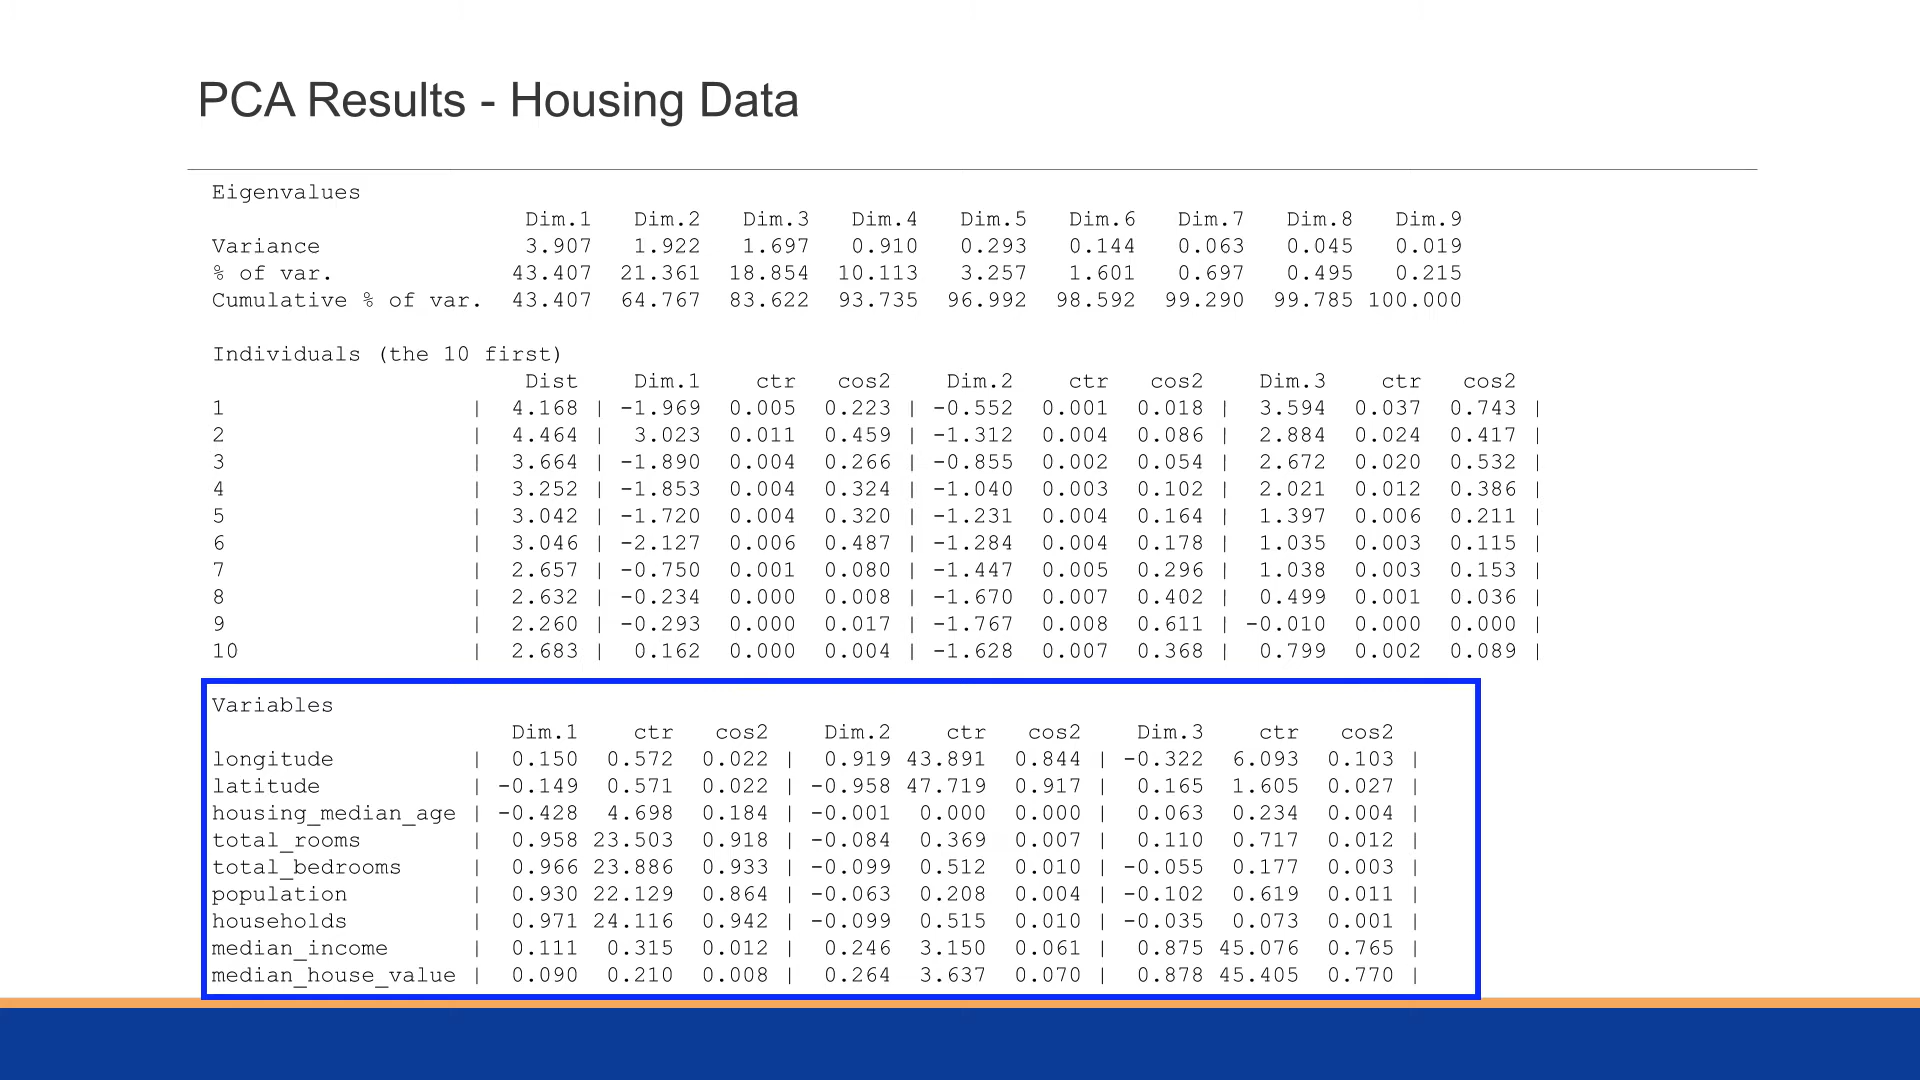 PCA Results - Housing Data
Eigenvalues
Dim.1 Dim.2 Dim.3 Dim.4 Dim.5 Dim.6 Dim.7 Dim.8 Dim.9
Variance 3.907 1.922 1.697 0.910 0.293 0.144 0.063 0.045 0.019
% of var. 43.407 21.361 18.854 10.113 3.257 1.601 0.697 0.495 0.215
Cumulative % of var. 43.407 64.767 83.622 93.735 96.992 98.592 99.290 99.785 100.000
Individuals (the 10 first)
Dist Dim.1 ctr cos2 Dim.2 ctr cos2 Dim.3 ctr cos2
1 | 4.168 | -1.969 0.005 0.223 | -0.552 0.001 0.018 | 3.594 0.037 0.743 |
2 | 4.464 | 3.023 0.011 0.459 | -1.312 0.004 0.086 | 2.884 0.024 0.417 |
3 | 3.664 | -1.890 0.004 0.266 | -0.855 0.002 0.054 | 2.672 0.020 0.532 |
4 | 3.252 | -1.853 0.004 0.324 | -1.040 0.003 0.102 | 2.021 0.012 0.386 |
5 | 3.042 | -1.720 0.004 0.320 | -1.231 0.004 0.164 | 1.397 0.006 0.211 |
6 | 3.046 | -2.127 0.006 0.487 | -1.284 0.004 0.178 | 1.035 0.003 0.115 |
7 | 2.657 | -0.750 0.001 0.080 | -1.447 0.005 0.296 | 1.038 0.003 0.153 |
8 | 2.632 | -0.234 0.000 0.008 | -1.670 0.007 0.402 | 0.499 0.001 0.036 |
9 | 2.260 | -0.293 0.000 0.017 | -1.767 0.008 0.611 | -0.010 0.000 0.000 |
10 | 2.683 | 0.162 0.000 0.004 | -1.628 0.007 0.368 | 0.799 0.002 0.089 |
Variables
Dim.1 ctr cos2 Dim.2 ctr cos2 Dim.3 ctr cos2
longitude | 0.150 0.572 0.022 | 0.919 43.891 0.844 | -0.322 6.093 0.103 |
latitude | -0.149 0.571 0.022 | -0.958 47.719 0.917 | 0.165 1.605 0.027 |
housing_median_age | -0.428 4.698 0.184 | -0.001 0.000 0.000 | 0.063 0.234 0.004 |
total_rooms | 0.958 23.503 0.918 | -0.084 0.369 0.007 | 0.110 0.717 0.012 |
total_bedrooms | 0.966 23.886 0.933 | -0.099 0.512 0.010 | -0.055 0.177 0.003 |
population | 0.930 22.129 0.864 | -0.063 0.208 0.004 | -0.102 0.619 0.011 |
households | 0.971 24.116 0.942 | -0.099 0.515 0.010 | -0.035 0.073 0.001 |
median_income | 0.111 0.315 0.012 | 0.246 3.150 0.061 | 0.875 45.076 0.765 |
median_house_value | 0.090 0.210 0.008 | 0.264 3.637 0.070 | 0.878 45.405 0.770 |